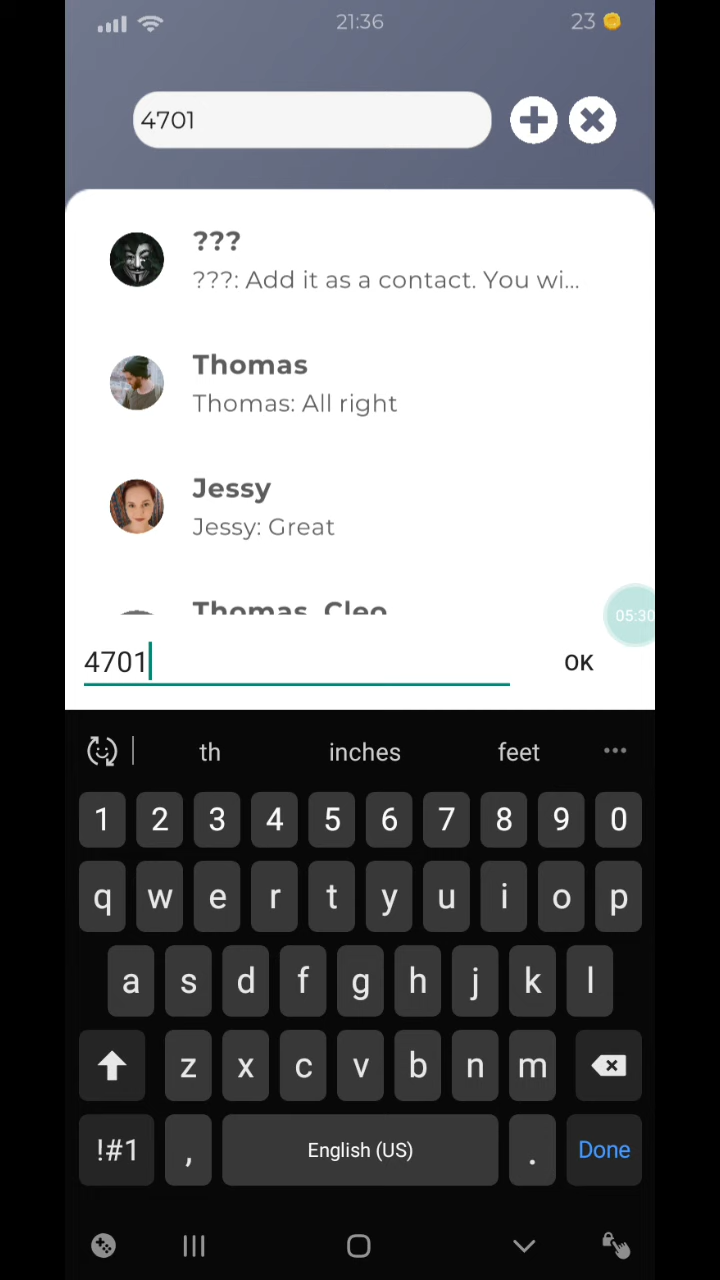 21:36
23
4701
???
???: Add it as a contact. You wi...
Thomas
Thomas: All right
Jessy
Jessy: Great
Thomas, Cleo
05:30
4701
OK
th inches feet
1 2 3 4 5 6 7 8 9 0
q w e r t y u i o p
a s d f g h j k l
z x c v b n m
!#1 , English (US) . Done